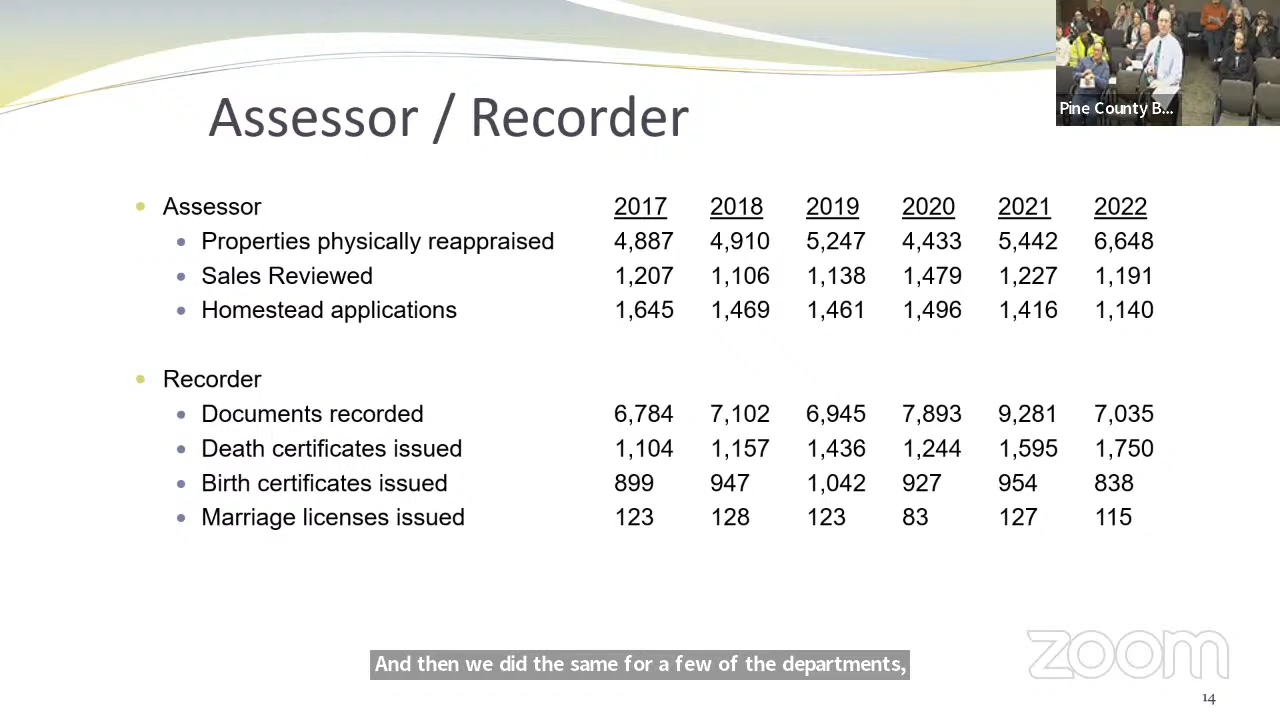 Pine County B...
Assessor / Recorder
Assessor 2017 2018 2019 2020 2021 2022
Properties physically reappraised 4,887 4,910 5,247 4,433 5,442 6,648
Sales Reviewed 1,207 1,106 1,138 1,479 1,227 1,191
Homestead applications 1,645 1,469 1,461 1,496 1,416 1,140
Recorder
Documents recorded 6,784 7,102 6,945 7,893 9,281 7,035
Death certificates issued 1,104 1,157 1,436 1,244 1,595 1,750
Birth certificates issued 899 947 1,042 927 954 838
Marriage licenses issued 123 128 123 83 127 115
And then we did the same for a few of the departments,
zoom
14